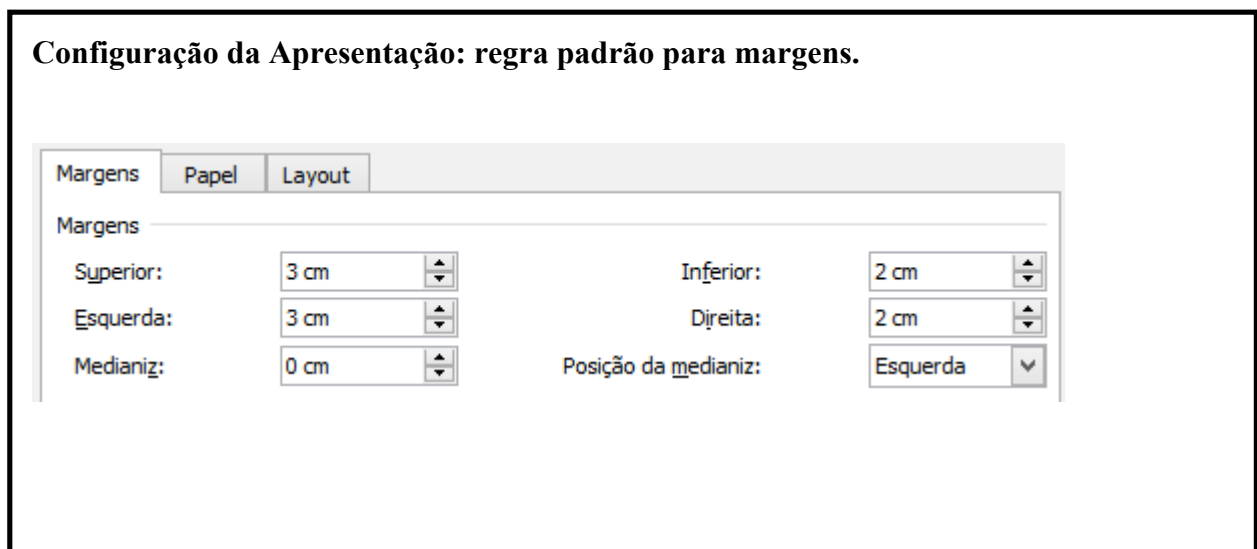 Configuração da Apresentação: regra padrão para margens.
Margens Papel Layout
Margens
Superior: 3 cm Inferior: 2 cm
Esquerda: 3 cm Direita: 2 cm
Medianiz: 0 cm Posição da medianiz: Esquerda